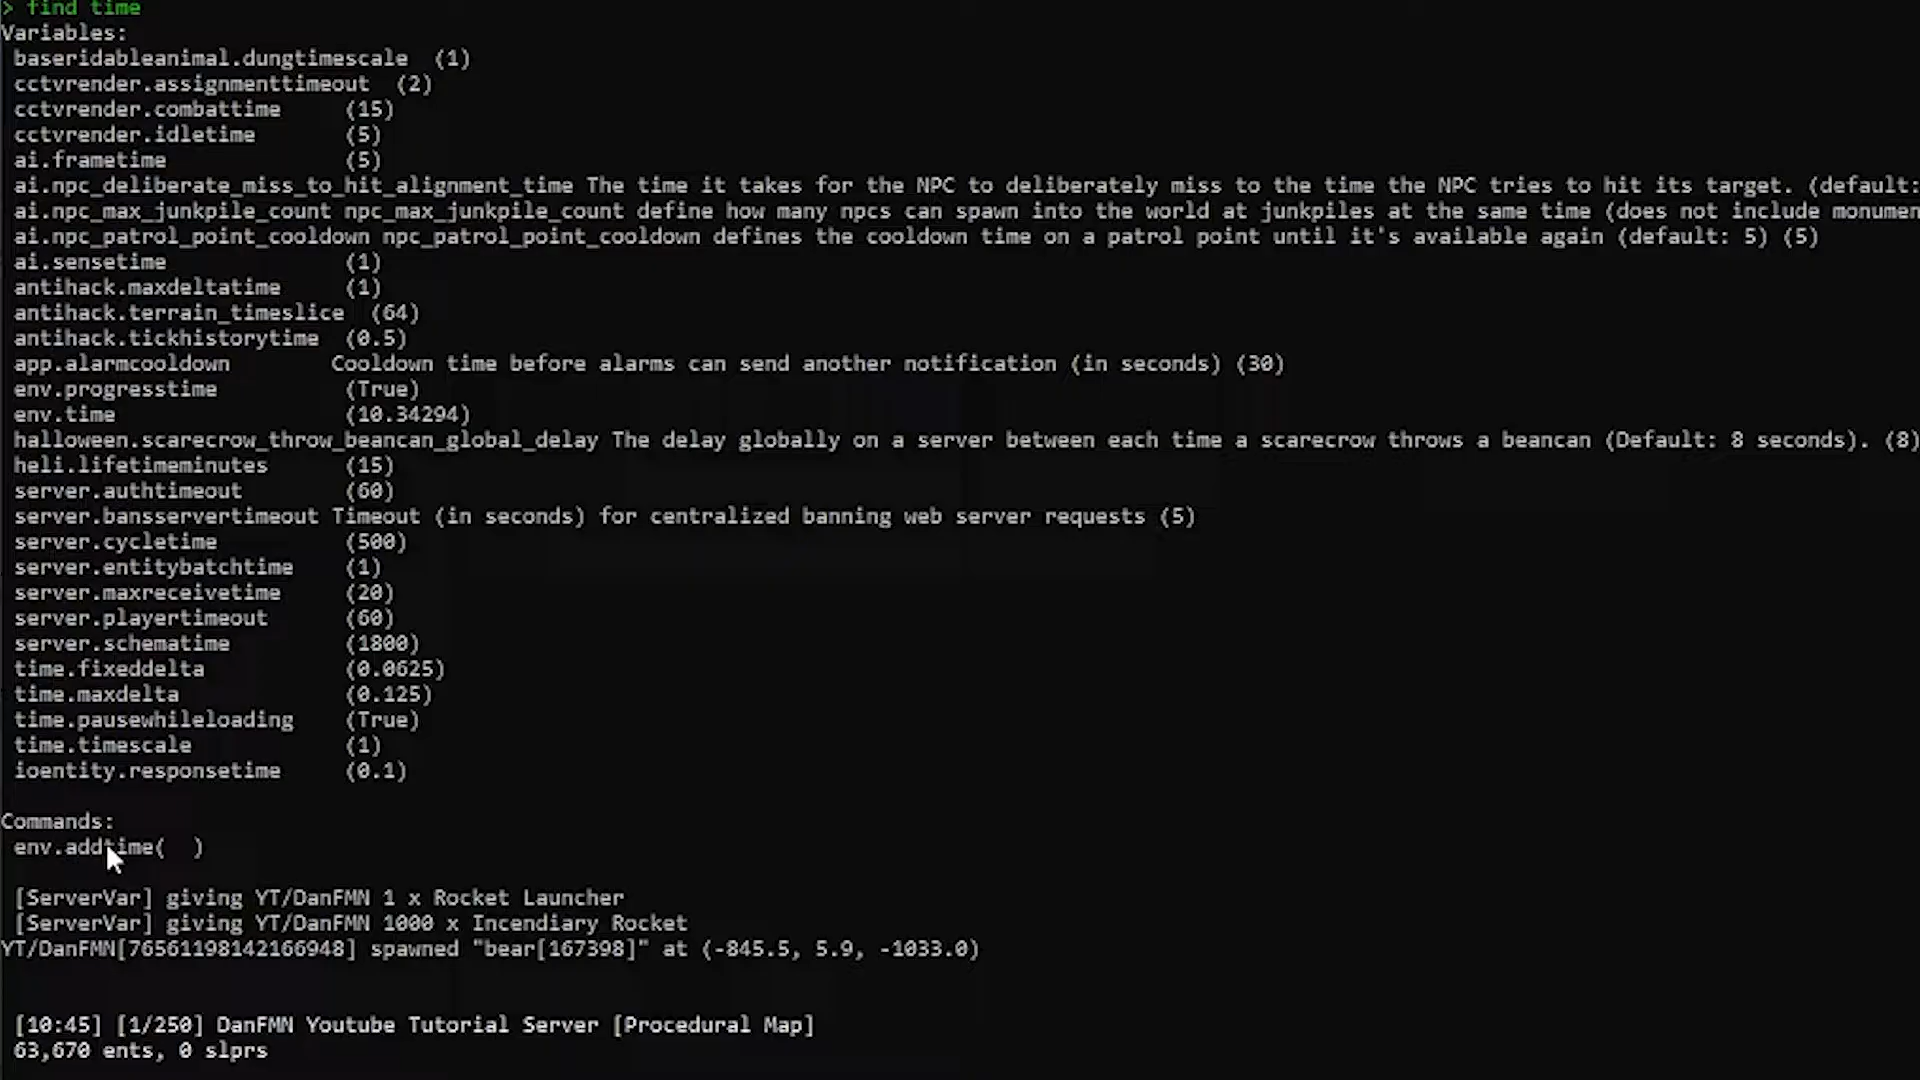 > find time
Variables:
baseridableanimal.dungtimescale (1)
cctvrender.assignmenttimeout (2)
cctvrender.combattime (15)
cctvrender.idletime (5)
ai.frametime (5)
ai.npc_deliberate_miss_to_hit_alignment_time The time it takes for the NPC to deliberately miss to the time the NPC tries to hit its target. (default:
ai.npc_max_junkpile_count npc_max_junkpile_count define how many npcs can spawn into the world at junkpiles at the same time (does not include monumen
ai.npc_patrol_point_cooldown npc_patrol_point_cooldown defines the cooldown time on a patrol point until it's available again (default: 5) (5)
ai.sensetime (1)
antihack.maxdeltatime (1)
antihack.terrain_timeslice (64)
antihack.tickhistorytime (0.5)
app.alarmcooldown Cooldown time before alarms can send another notification (in seconds) (30)
env.progresstime (True)
env.time (10.34294)
halloween.scarecrow_throw_beancan_global_delay The delay globally on a server between each time a scarecrow throws a beancan (Default: 8 seconds). (8)
heli.lifetimeminutes (15)
server.authtimeout (60)
server.bansservertimeout Timeout (in seconds) for centralized banning web server requests (5)
server.cycletime (500)
server.entitybatchtime (1)
server.maxreceivetime (20)
server.playertimeout (60)
server.schematime (1800)
time.fixeddelta (0.0625)
time.maxdelta (0.125)
time.pausewhileloading (True)
time.timescale (1)
ioentity.responsetime (0.1)
Commands:
env.addtime( )
[ServerVar] giving YT/DanFMN 1 x Rocket Launcher
[ServerVar] giving YT/DanFMN 1000 x Incendiary Rocket
YT/DanFMN[76561198142166948] spawned "bear[167398]" at (-845.5, 5.9, -1033.0)
[10:45] [1/250] DanFMN Youtube Tutorial Server [Procedural Map]
63,670 ents, 0 slprs